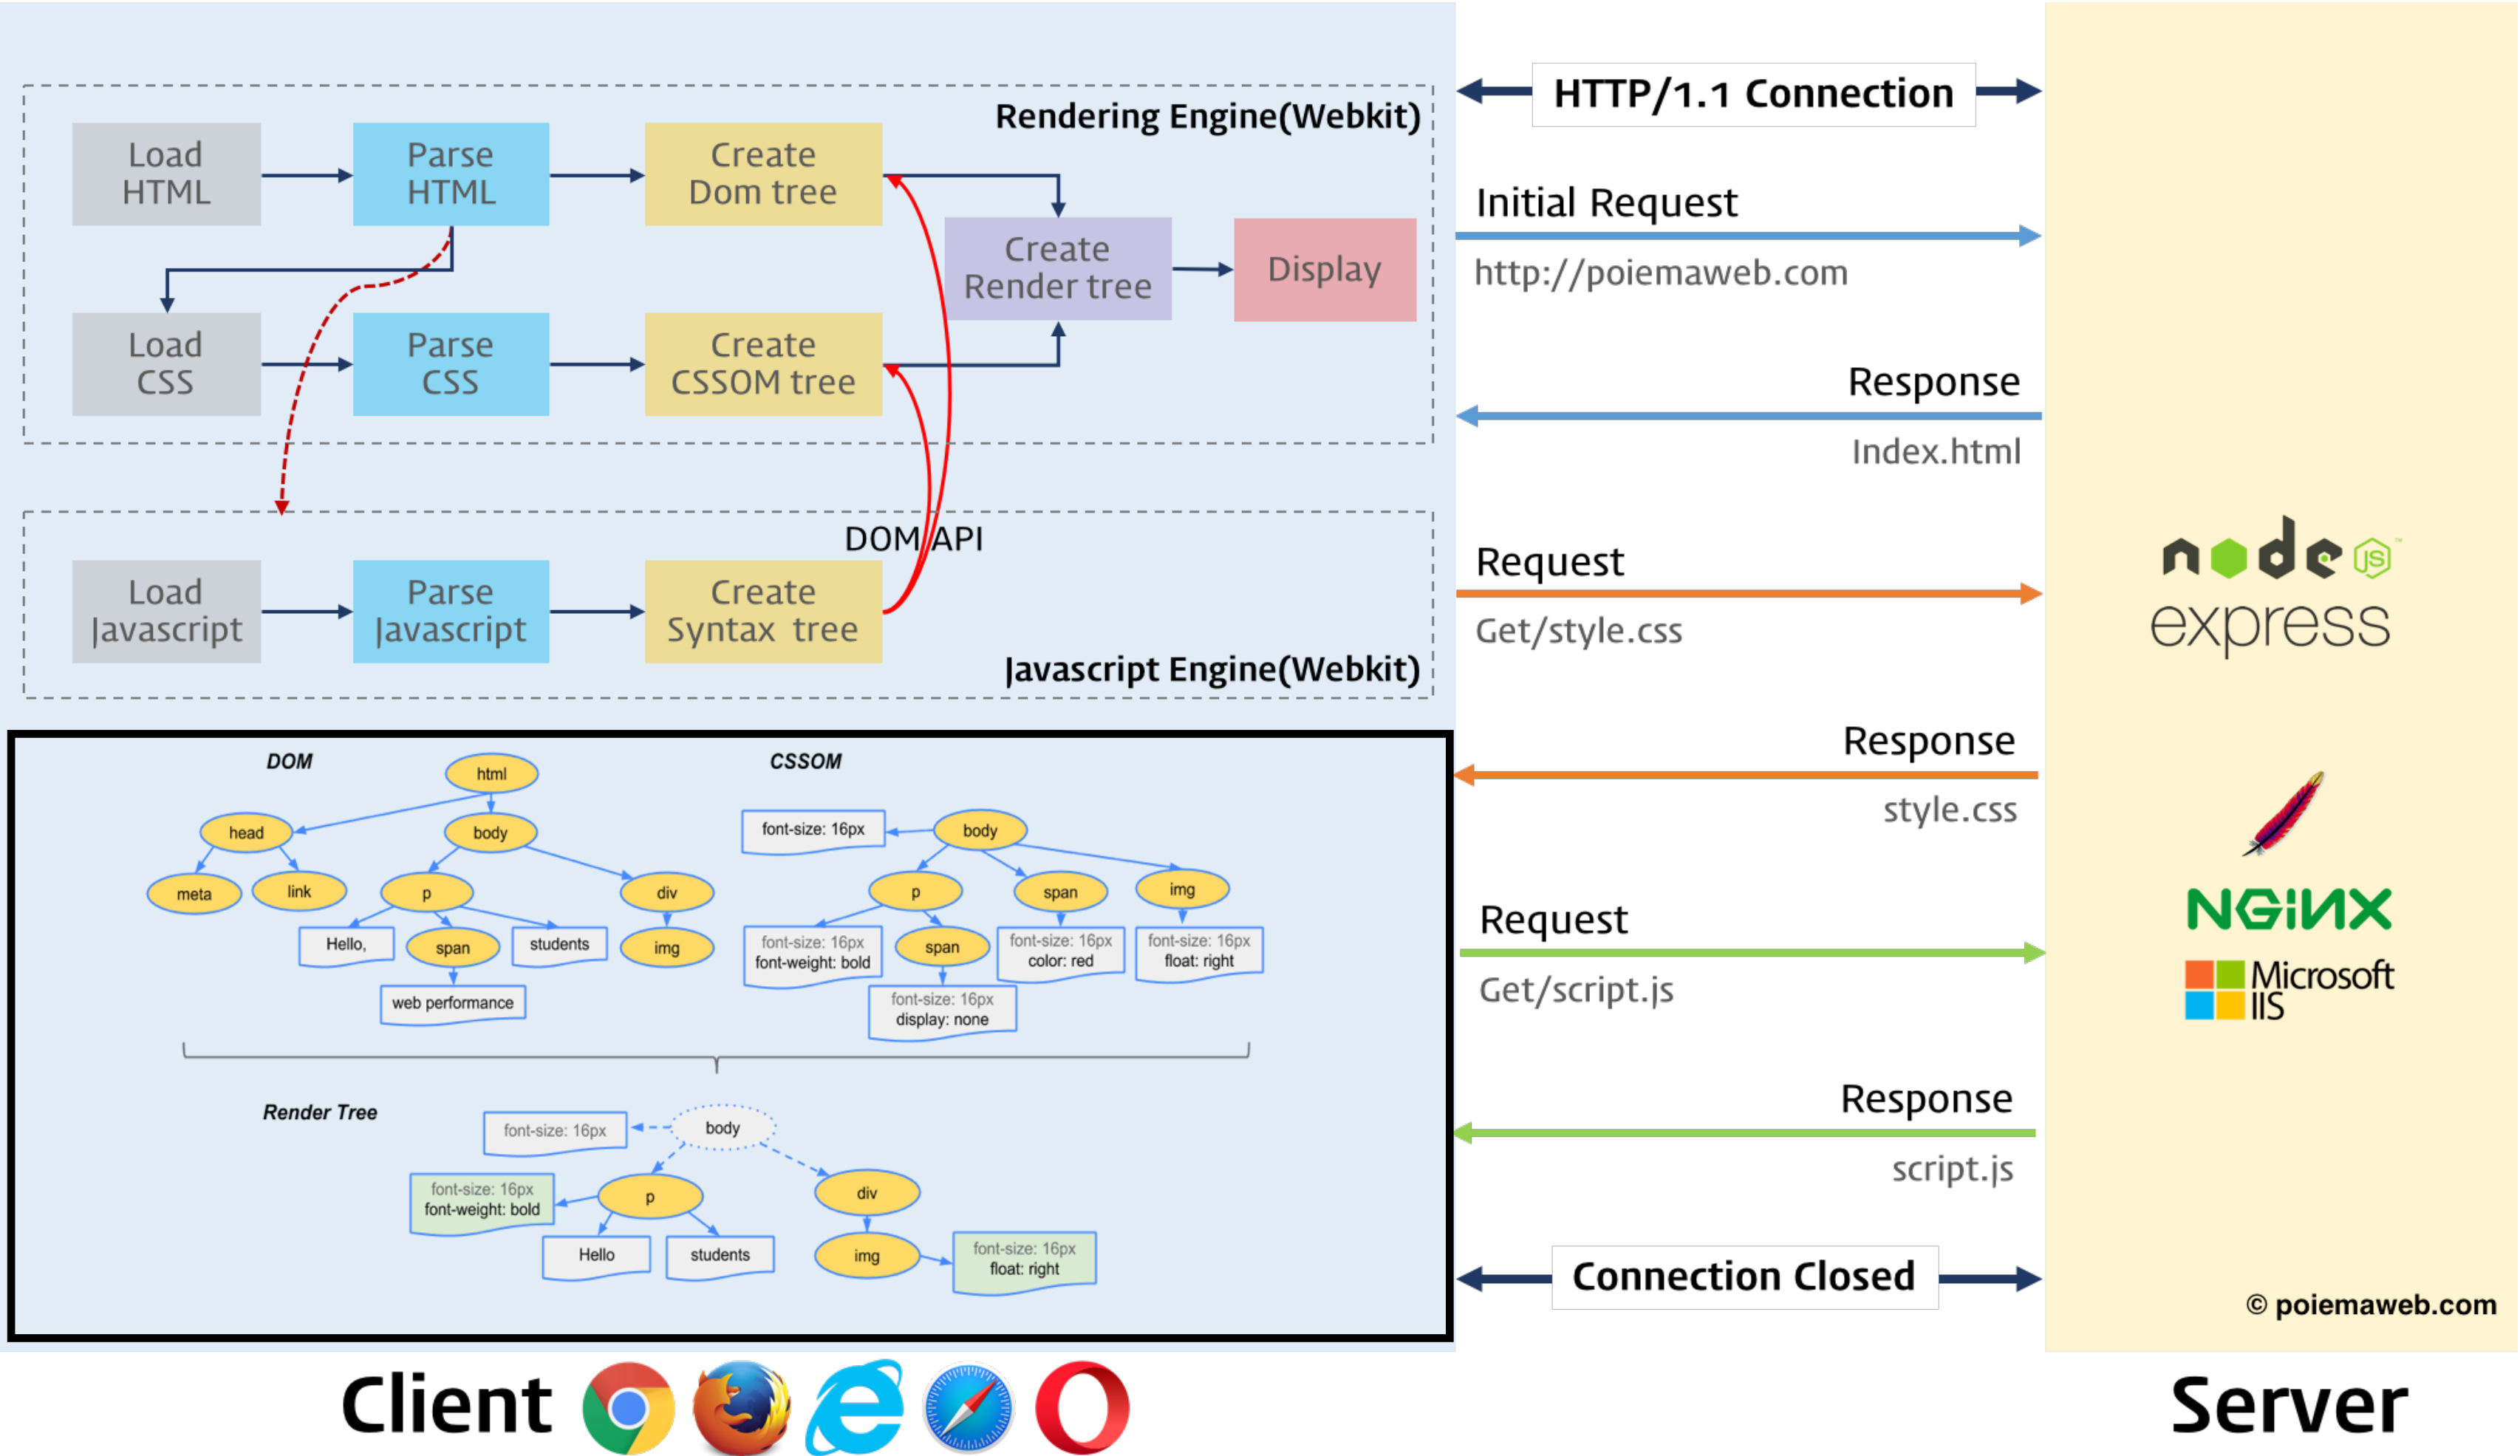 Rendering Engine(Webkit)
Load
HTML
Parse
HTML
Create
Dom tree
Create
Render tree
Display
Load
CSS
Parse
CSS
Create
CSSOM tree
DOM API
Load
Javascript
Parse
Javascript
Create
Syntax tree
Javascript Engine(Webkit)
DOM
html
head
body
meta
link
p
div
Hello,
span
students
img
web performance
CSSOM
font-size: 16px
body
p
span
img
font-size: 16px
font-weight: bold
span
font-size: 16px
color: red
font-size: 16px
float: right
font-size: 16px
display: none
Render Tree
font-size: 16px
body
font-size: 16px
font-weight: bold
p
div
Hello
students
img
font-size: 16px
float: right
HTTP/1.1 Connection
Initial Request
http://poiemaweb.com
Response
Index.html
Request
Get/style.css
Response
style.css
Request
Get/script.js
Response
script.js
Connection Closed
node JS ™
express
NGiNX
Microsoft
IIS
© poiemaweb.com
Client
Server